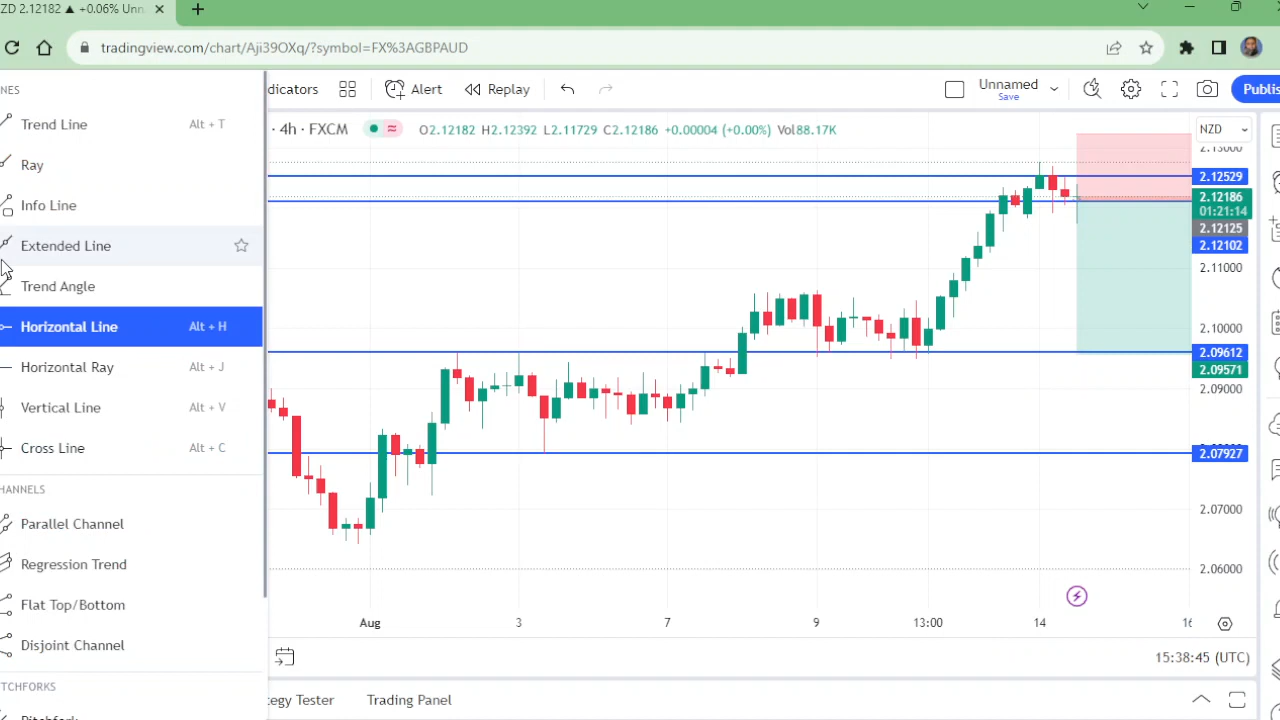 ZD 2.12182 ▲ +0.06% Unn
tradingview.com/chart/Aji39OXq/?symbol=FX%3AGBPAUD
NES
Trend Line Alt + T
Ray
Info Line
Extended Line
Trend Angle
Horizontal Line Alt + H
Horizontal Ray Alt + J
Vertical Line Alt + V
Cross Line Alt + C
HANNELS
Parallel Channel
Regression Trend
Flat Top/Bottom
Disjoint Channel
TCHFORKS
Pitchfork
dicators
Alert
Replay
Unnamed
Save
Publis
· 4h · FXCM O2.12182 H2.12392 L2.11729 C2.12186 +0.00004 (+0.00%) Vol88.17K
NZD
2.13000
2.12529
2.12186
01:21:14
2.12125
2.12102
2.11000
2.10000
2.09612
2.09571
2.09000
2.07927
2.07000
2.06000
Aug 3 7 9 13:00 14 16
15:38:45 (UTC)
tegy Tester Trading Panel